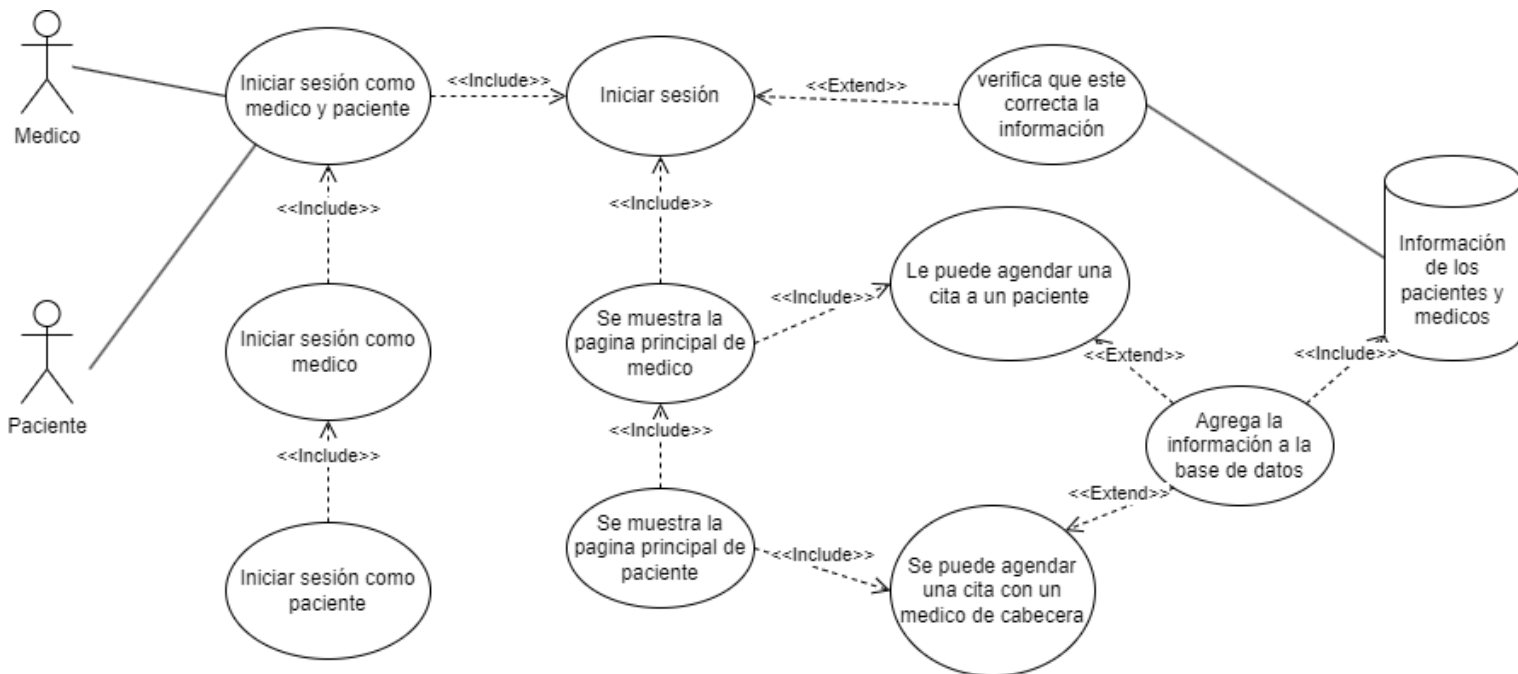 Medico
Paciente
Iniciar sesión como
medico y paciente
<<Include>>
Iniciar sesión
<<Extend>>
verifica que este
correcta la
información
<<Include>>
<<Include>>
Iniciar sesión como
medico
<<Include>>
Iniciar sesión como
paciente
Se muestra la
pagina principal de
medico
<<Include>>
Le puede agendar una
cita a un paciente
<<Include>>
Se muestra la
pagina principal de
paciente
<<Include>>
Se puede agendar
una cita con un
medico de cabecera
<<Extend>>
<<Extend>>
Agrega la
información a la
base de datos
<<Include>>
Información
de los
pacientes y
medicos